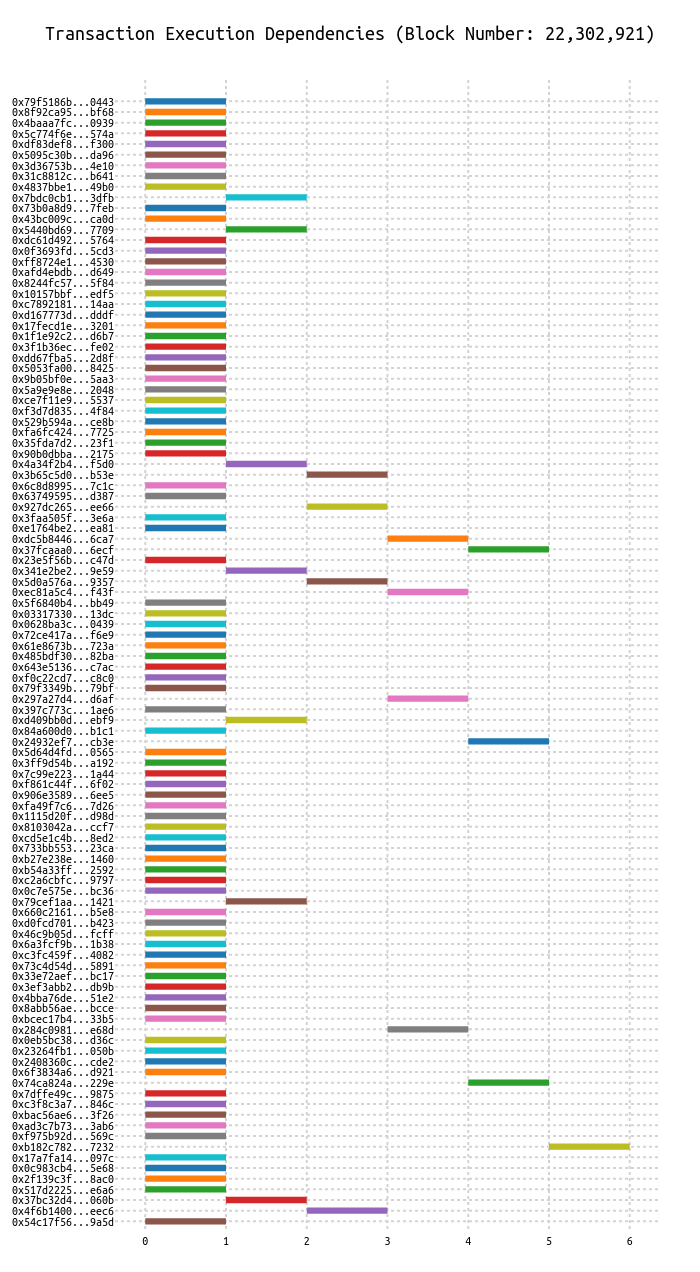 Transaction Execution Dependencies (Block Number: 22,302,921)
0x79f5186b...0443
0x8f92ca95...bf68
0x4baaa7fc...0939
0x5c774f6e...574a
0xdf83def8...f300
0x5095c30b...da96
0x3d36753b...4e10
0x31c8812c...b641
0x4837bbe1...49b0
0x7bdc0cb1...3dfb
0x73b0a8d9...7feb
0x43bc009c...ca0d
0x5440bd69...7709
0xdc61d492...5764
0x0f3693fd...5cd3
0xff8724e1...4530
0xafd4ebdb...d649
0x8244fc57...5f84
0x10157bbf...edf5
0xc7892181...14aa
0xd167773d...dddf
0x17fecd1e...3201
0x1f1e92c2...d6b7
0x3f1b36ec...fe02
0xdd67fba5...2d8f
0x5053fa00...8425
0x9b05bf0e...5aa3
0x5a9e9e8e...2048
0xce7f11e9...5537
0xf3d7d835...4f84
0x529b594a...ce8b
0xfa6fc424...7725
0x35fda7d2...23f1
0x90b0dbba...2175
0x4a34f2b4...f5d0
0x3b65c5d0...b53e
0x6c8d8995...7c1c
0x63749595...d387
0x927dc265...ee66
0x3faa505f...3e6a
0xe1764be2...ea81
0xdc5b8446...6ca7
0x37fcaaa0...6ecf
0x23e5f56b...c47d
0x341e2be2...9e59
0x5d0a576a...9357
0xec81a5c4...f43f
0x5f6840b4...bb49
0x03317330...13dc
0x0628ba3c...0439
0x72ce417a...f6e9
0x61e8673b...723a
0x485bdf30...82ba
0x643e5136...c7ac
0xf0c22cd7...c8c0
0x79f3349b...79bf
0x297a27d4...d6af
0x397c773c...1ae6
0xd409bb0d...ebf9
0x84a600d0...b1c1
0x24932ef7...cb3e
0x5d64d4fd...0565
0x3ff9d54b...a192
0x7c99e223...1a44
0xf861c44f...6f02
0x906e3589...6ee5
0xfa49f7c6...7d26
0x1115d20f...d98d
0x8103042a...ccf7
0xcd5e1c4b...8ed2
0x733bb553...23ca
0xb27e238e...1460
0xb54a33ff...2592
0xc2a6cbfc...9797
0x0c7e575e...bc36
0x79cef1aa...1421
0x660c2161...b5e8
0xd0fcd701...b423
0x46c9b05d...fcff
0x6a3fcf9b...1b38
0xc3fc459f...4082
0x73c4d54d...5891
0x33e72aef...bc17
0x3ef3abb2...db9b
0x4bba76de...51e2
0x8abb56ae...bcce
0xbcec17b4...33b5
0x284c0981...e68d
0x0eb5bc38...d36c
0x23264fb1...050b
0x2408360c...cde2
0x6f3834a6...d921
0x74ca824a...229e
0x7dffe49c...9875
0xc3f8c3a7...846c
0xbac56ae6...3f26
0xad3c7b73...3ab6
0xf975b92d...569c
0xb182c782...7232
0x17a7fa14...097c
0x0c983cb4...5e68
0x2f139c3f...8ac0
0x517d2225...e6a6
0x37bc32d4...060b
0x4f6b1400...eec6
0x54c17f56...9a5d
0 1 2 3 4 5 6